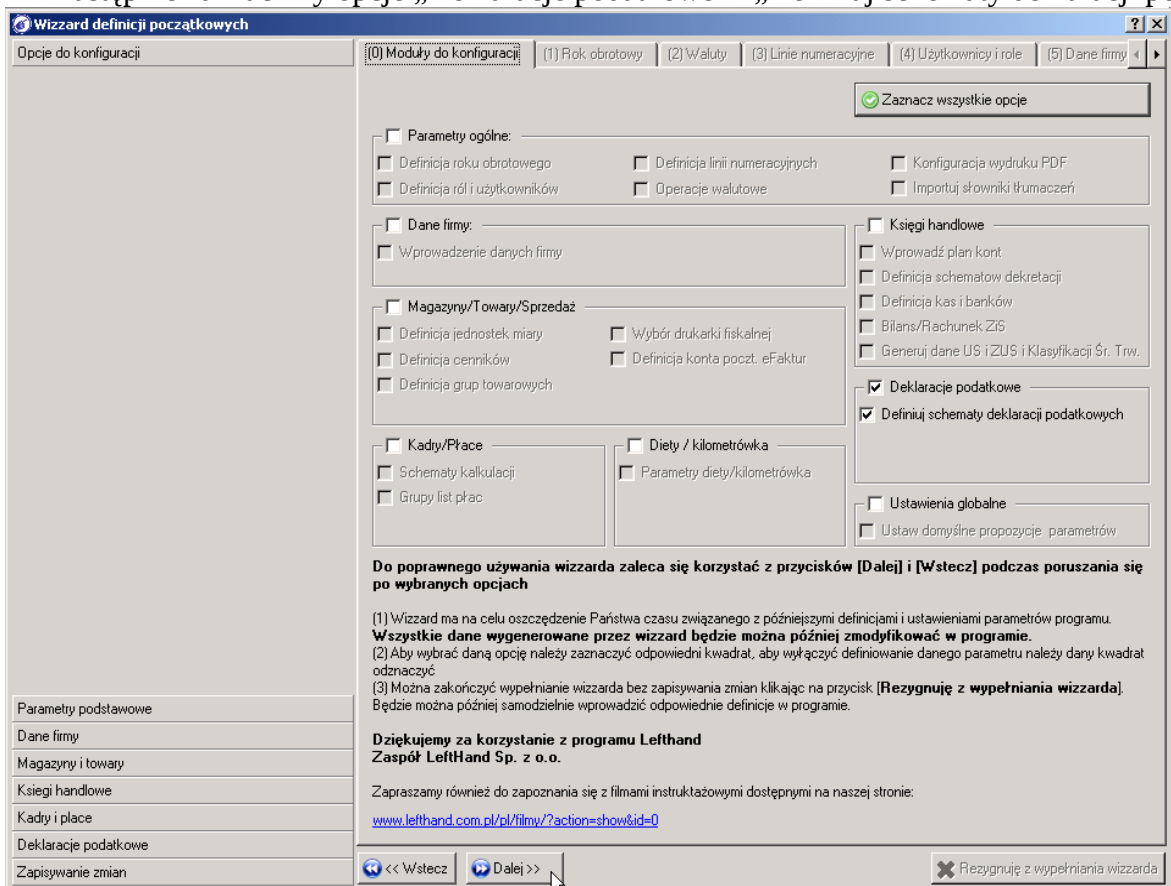 Wizzard definicji początkowych
Opcje do konfiguracji
(0) Moduły do konfiguracji
(1) Rok obrotowy
(2) Waluty
(3) Linie numeracyjne
(4) Użytkownicy i role
(5) Dane firmy
Zaznacz wszystkie opcje
Parametry ogólne:
Definicja roku obrotowego
Definicja linii numeracyjnych
Konfiguracja wydruku PDF
Definicja ról i użytkowników
Operacje walutowe
Importuj słowniki tłumaczeń
Dane firmy:
Wprowadzenie danych firmy
Księgi handlowe
Wprowadź plan kont
Definicja schematow dekretacji
Definicja kas i banków
Bilans/Rachunek ZiS
Generuj dane US i ZUS i Klasyfikacji Śr. Trw.
Magazyny/Towary/Sprzedaż
Definicja jednostek miary
Wybór drukarki fiskalnej
Definicja cenników
Definicja konta poczt. eFaktur
Definicja grup towarowych
Deklaracje podatkowe
Definiuj schematy deklaracji podatkowych
Kadry/Płace
Schematy kalkulacji
Grupy list płac
Diety / kilometrówka
Parametry diety/kilometrówka
Ustawienia globalne
Ustaw domyślne propozycje parametrów
Do poprawnego używania wizzarda zaleca się korzystać z przycisków [Dalej] i [Wstecz] podczas poruszania się
po wybranych opcjach
(1) Wizzard ma na celu oszczędzenie Państwa czasu związanego z późniejszymi definicjami i ustawieniami parametrów programu.
Wszystkie dane wygenerowane przez wizzard będzie można później zmodyfikować w programie.
(2) Aby wybrać daną opcję należy zaznaczyć odpowiedni kwadrat, aby wyłączyć definiowanie danego parametru należy dany kwadrat
odznaczyć
(3) Można zakończyć wypełnianie wizzarda bez zapisywania zmian klikając na przycisk [Rezygnuję z wypełniania wizzarda].
Będzie można później samodzielnie wprowadzić odpowiednie definicje w programie.
Dziękujemy za korzystanie z programu Lefthand
Zaspół LeftHand Sp. z o.o.
Zapraszamy również do zapoznania się z filmami instruktażowymi dostępnymi na naszej stronie:
www.lefthand.com.pl/pl/filmy/?action=show&id=0
Parametry podstawowe
Dane firmy
Magazyny i towary
Ksiegi handlowe
Kadry i place
Deklaracje podatkowe
Zapisywanie zmian
<< Wstecz
Dalej >>
Rezygnuję z wypełniania wizzarda